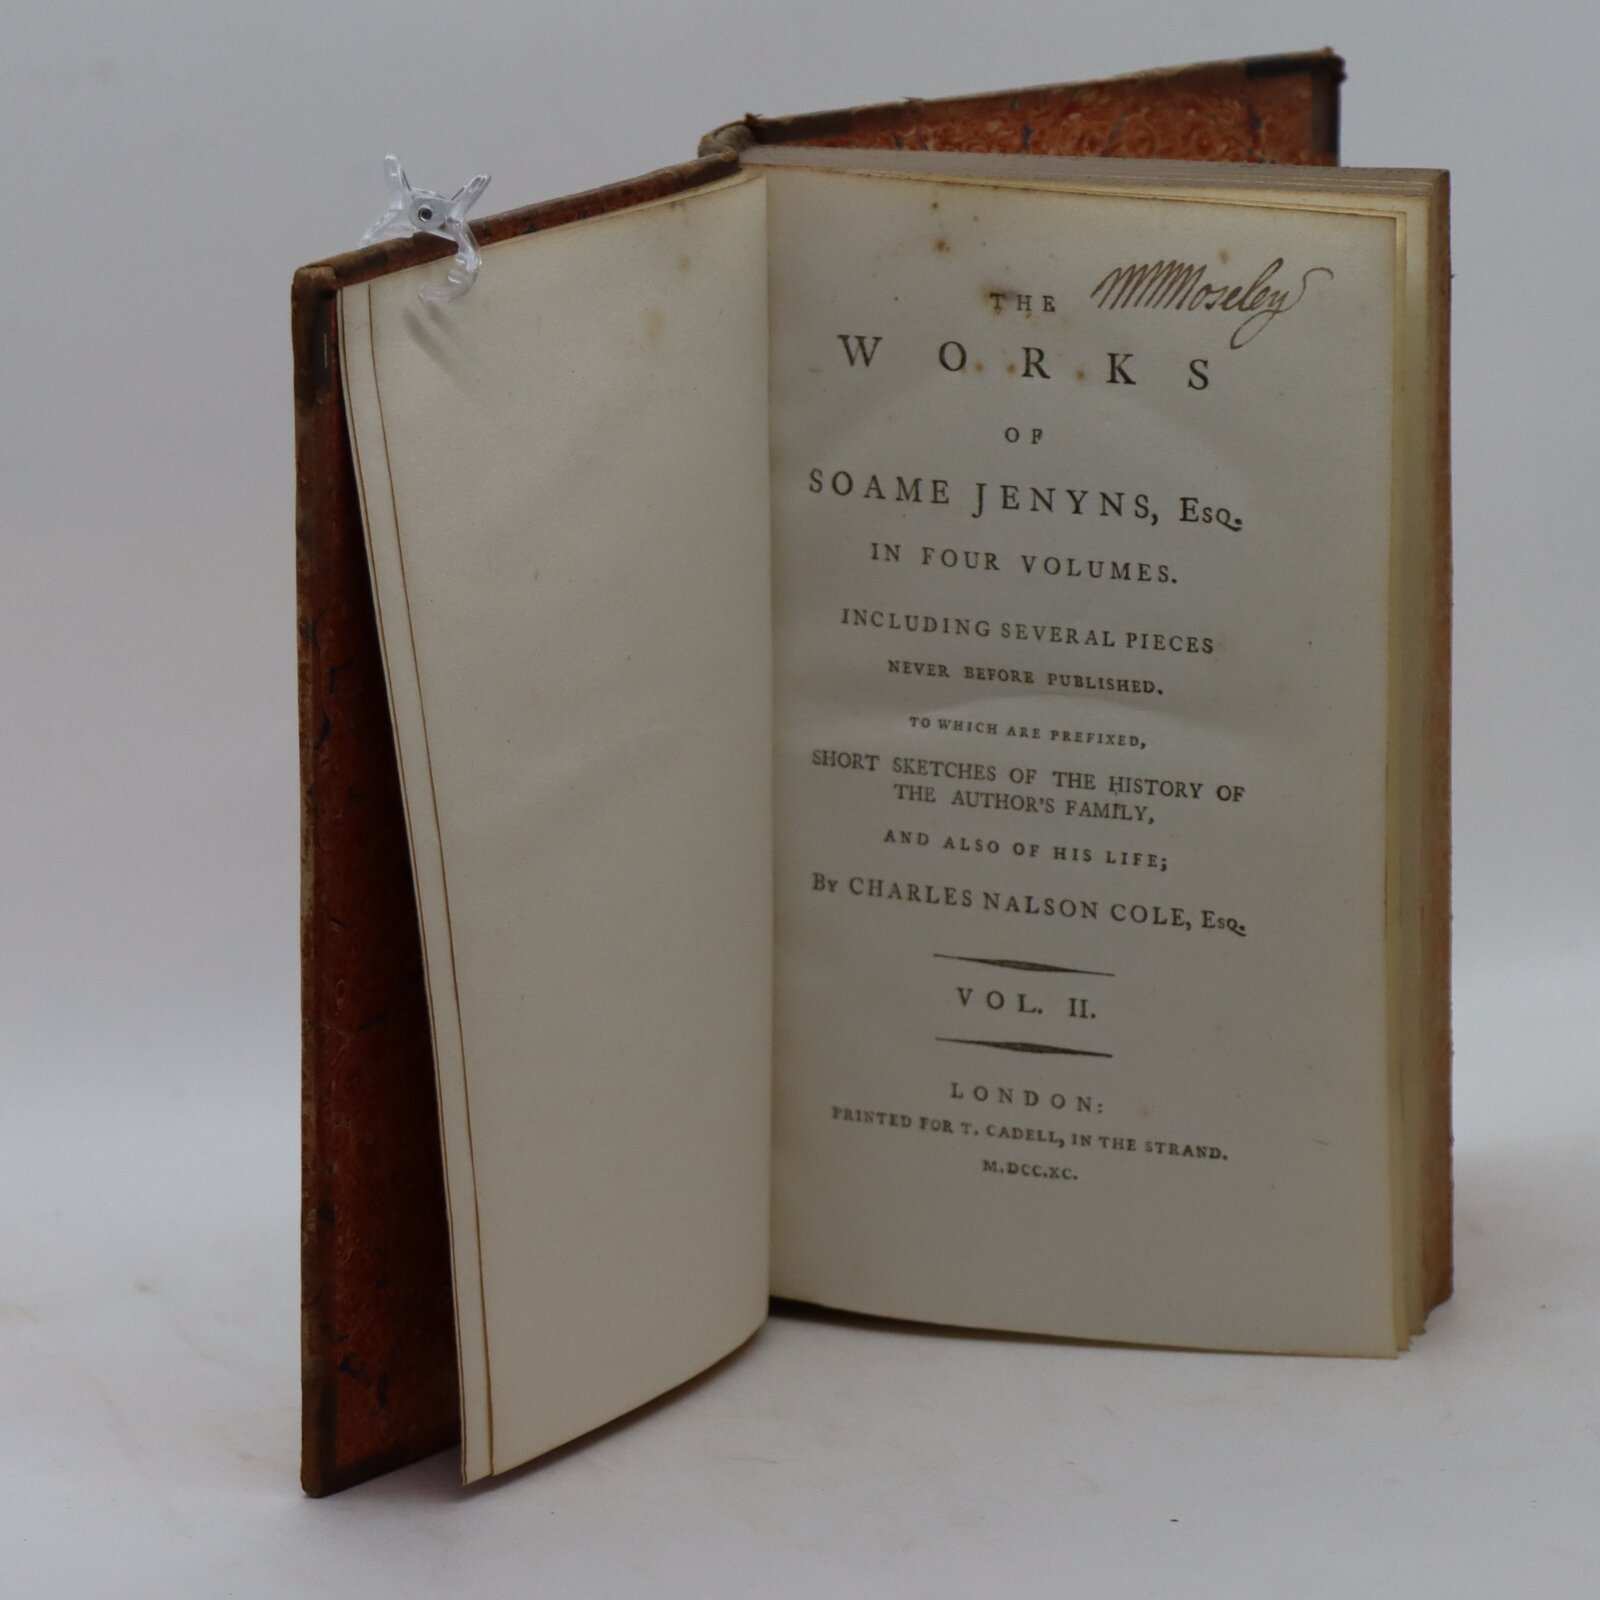 THE
Moseley
WORKS
OF
SOAME JENYNS, Esq.
IN FOUR VOLUMES.
INCLUDING SEVERAL PIECES
NEVER BEFORE PUBLISHED.
TO WHICH ARE PREFIXED,
SHORT SKETCHES OF THE HISTORY OF
THE AUTHOR'S FAMILY,
AND ALSO OF HIS LIFE;
By CHARLES NALSON COLE, Esq.
VOL. II.
LONDON:
PRINTED FOR T. CADELL, IN THE STRAND.
M.DCC.XC.